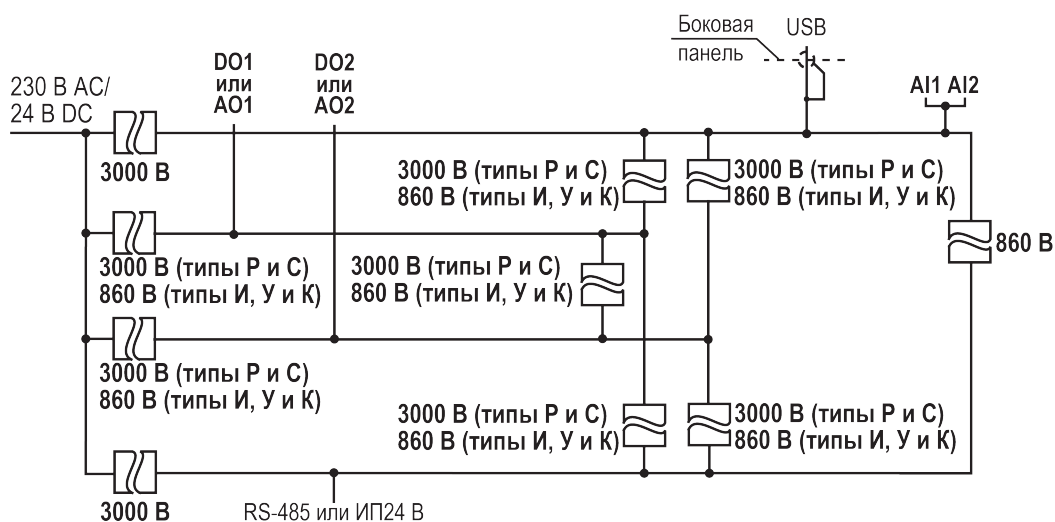 Боковая
панель
USB
DO1
или
AO1
DO2
или
AO2
230 В AC/
24 В DC
AI1 AI2
3000 В
3000 В (типы Р и С)
860 В (типы И, У и К)
3000 В (типы Р и С)
860 В (типы И, У и К)
860 В
3000 В (типы Р и С)
860 В (типы И, У и К)
3000 В (типы Р и С)
860 В (типы И, У и К)
3000 В (типы Р и С)
860 В (типы И, У и К)
3000 В (типы Р и С)
860 В (типы И, У и К)
3000 В (типы Р и С)
860 В (типы И, У и К)
3000 В
RS-485 или ИП24 В